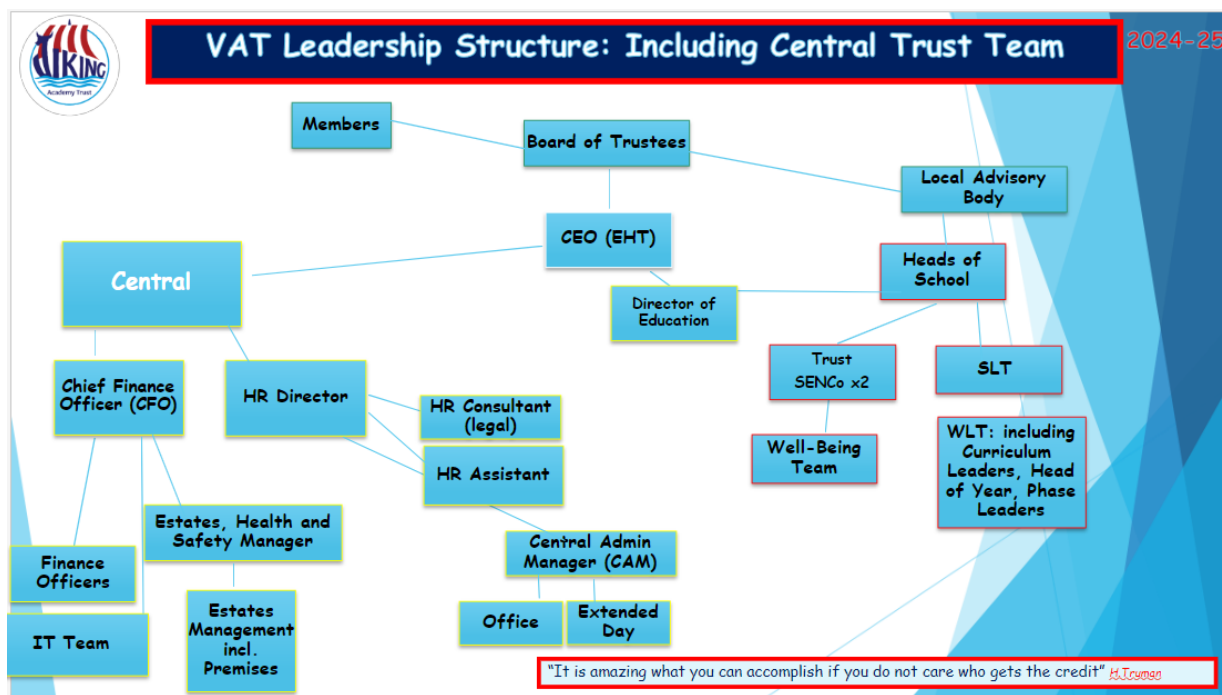 VIKING
Academy Trust
VAT Leadership Structure: Including Central Trust Team
2024-25
Members
Board of Trustees
Local Advisory
Body
CEO (EHT)
Heads of
School
Central
Director of
Education
Chief Finance
Officer (CFO)
HR Director
HR Consultant
(legal)
HR Assistant
Trust
SENCo x2
SLT
Well-Being
Team
WLT: including
Curriculum
Leaders, Head
of Year, Phase
Leaders
Estates, Health and
Safety Manager
Central Admin
Manager (CAM)
Finance
Officers
IT Team
Estates
Management
incl.
Premises
Office
Extended
Day
“It is amazing what you can accomplish if you do not care who gets the credit” H.Truman